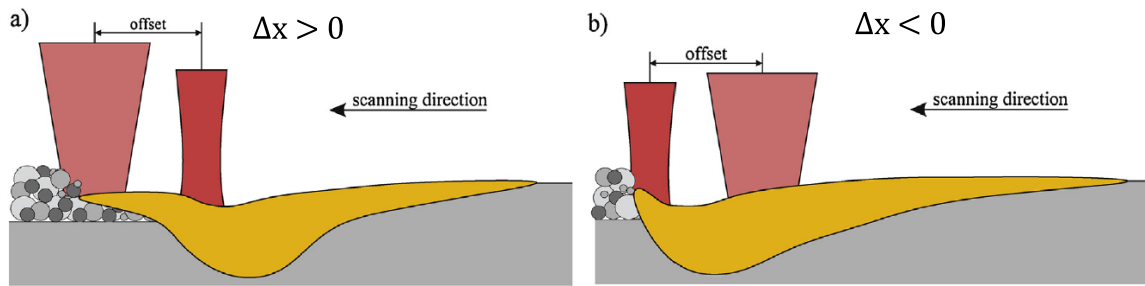 a)
Δx > 0
offset
scanning direction
b)
Δx < 0
offset
scanning direction